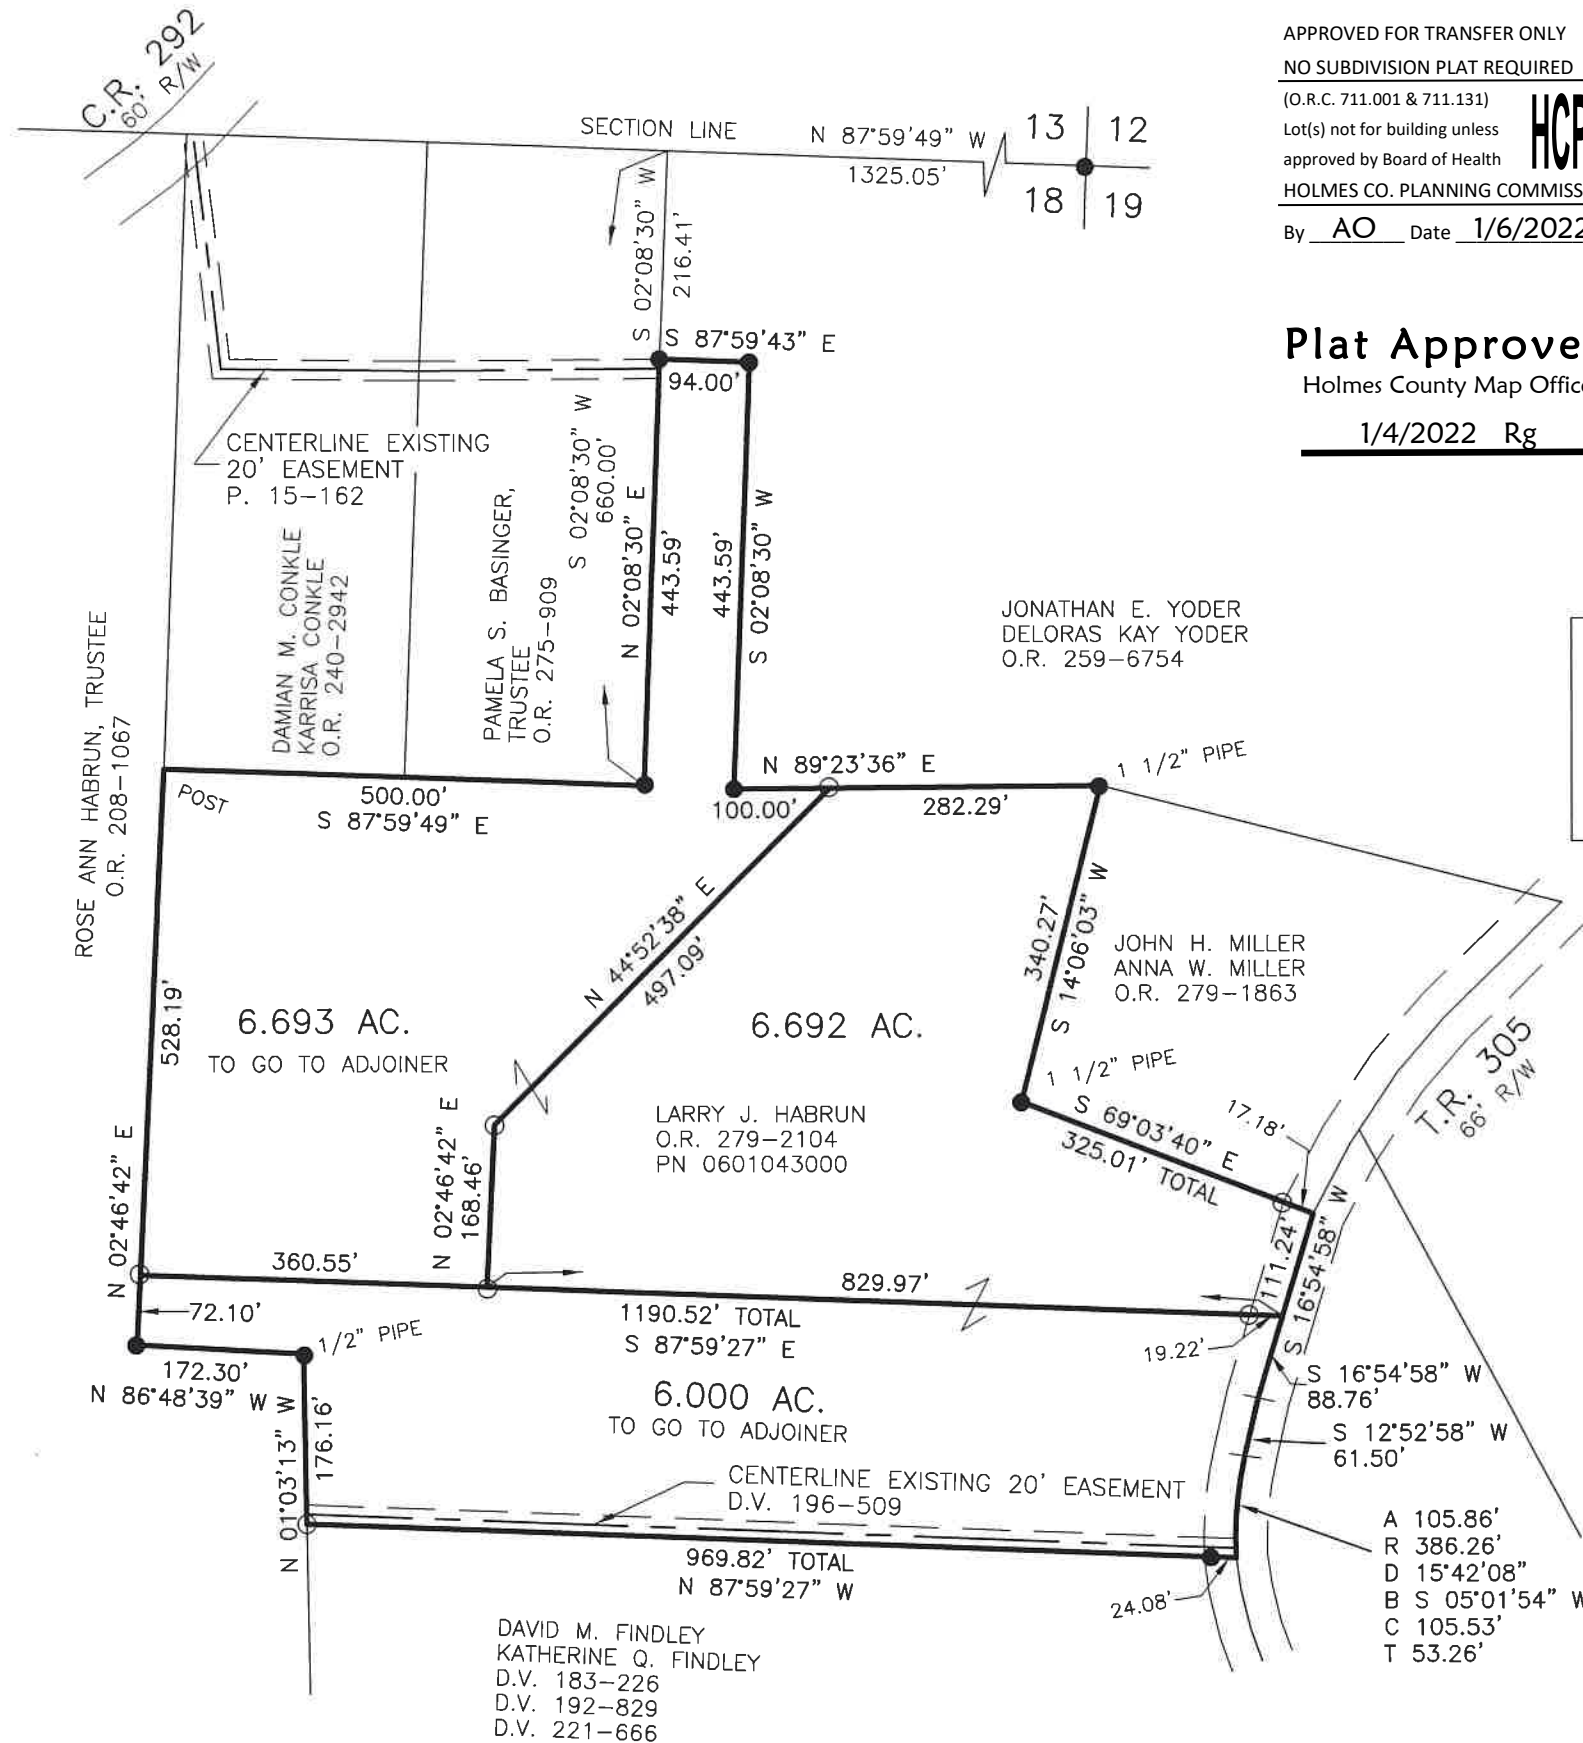 C.R. 292
60' R/W
SECTION LINE
N 87°59'49" W
1325.05'
13
12
18
19
APPROVED FOR TRANSFER ONLY
NO SUBDIVISION PLAT REQUIRED
(O.R.C. 711.001 & 711.131)
Lot(s) not for building unless
approved by Board of Health
HOLMES CO. PLANNING
By AO Date 1/6/2022
Plat
Holmes County Map
1/4/2022 Rg
S 02°08'30" W
216.41'
S 87°59'43" E
94.00'
CENTERLINE EXISTING
20' EASEMENT
P. 15-162
S 02°08'30" W
660.00'
N 02°08'30" E
443.59'
443.59'
S 02°08'30" W
DAMIAN M. CONKLE
KARRISA CONKLE
O.R. 240-2942
PAMELA S. BASINGER,
TRUSTEE
O.R. 275-909
JONATHAN E. YODER
DELORAS KAY YODER
O.R. 259-6754
ROSE ANN HABRUN, TRUSTEE
O.R. 208-1067
POST
500.00'
S 87°59'49" E
N 89°23'36" E
100.00'
282.29'
1 1/2" PIPE
528.19'
N 02°46'42" E
6.693 AC.
TO GO TO ADJOINER
N 44°52'38" E
497.09'
6.692 AC.
340.27'
S 14°06'03" W
JOHN H. MILLER
ANNA W. MILLER
O.R. 279-1863
T.R. 305
66' R/W
1 1/2" PIPE
LARRY J. HABRUN
O.R. 279-2104
PN 0601043000
S 69°03'40" E
325.01' TOTAL
17.18'
N 02°46'42" E
168.46'
111.24'
S 16°54'58" W
360.55'
829.97'
72.10'
1190.52' TOTAL
S 87°59'27" E
1/2" PIPE
172.30'
N 86°48'39" W
19.22'
S 16°54'58" W
88.76'
6.000 AC.
TO GO TO ADJOINER
N 01°03'13" W
176.16'
S 12°52'58" W
61.50'
CENTERLINE EXISTING 20' EASEMENT
D.V. 196-509
A 105.86'
R 386.26'
D 15°42'08"
B S 05°01'54" W
C 105.53'
T 53.26'
969.82' TOTAL
N 87°59'27" W
24.08'
DAVID M. FINDLEY
KATHERINE Q. FINDLEY
D.V. 183-226
D.V. 192-829
D.V. 221-666